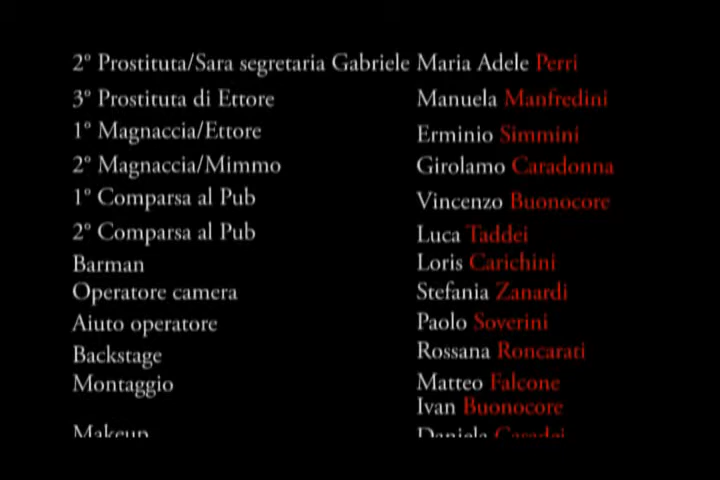 2° Prostituta/Sara segretaria Gabriele Maria Adele Perri
3° Prostituta di Ettore Manuela Manfredini
1° Magnaccia/Ettore Erminio Simmini
2° Magnaccia/Mimmo Girolamo Caradonna
1° Comparsa al Pub Vincenzo Buonocore
2° Comparsa al Pub Luca Taddei
Barman Loris Carichini
Operatore camera Stefania Zanardi
Aiuto operatore Paolo Soverini
Backstage Rossana Roncarati
Montaggio Matteo Falcone
Ivan Buonocore
Makeup Daniela